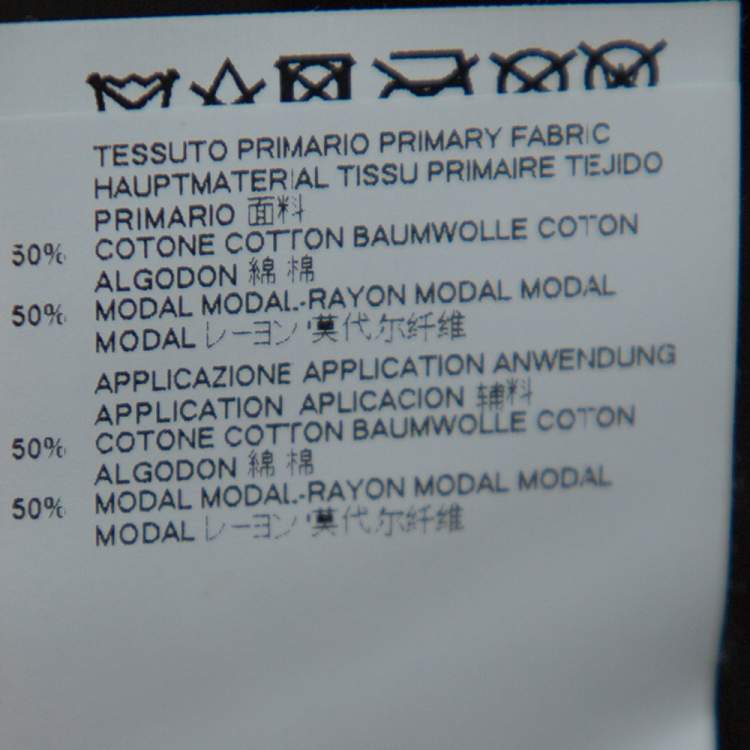 TESSUTO PRIMARIO PRIMARY FABRIC
HAUPTMATERIAL TISSU PRIMAIRE TEJIDO
PRIMARIO 面料
50% COTONE COTTON BAUMWOLLE COTON
ALGODON 綿 棉
50% MODAL MODAL-RAYON MODAL MODAL
MODAL レーヨン 莫代尔纤维
APPLICAZIONE APPLICATION ANWENDUNG
APPLICATION APLICACION 辅料
50% COTONE COTTON BAUMWOLLE COTON
ALGODON 綿 棉
50% MODAL MODAL-RAYON MODAL MODAL
MODAL レーヨン 莫代尔纤维